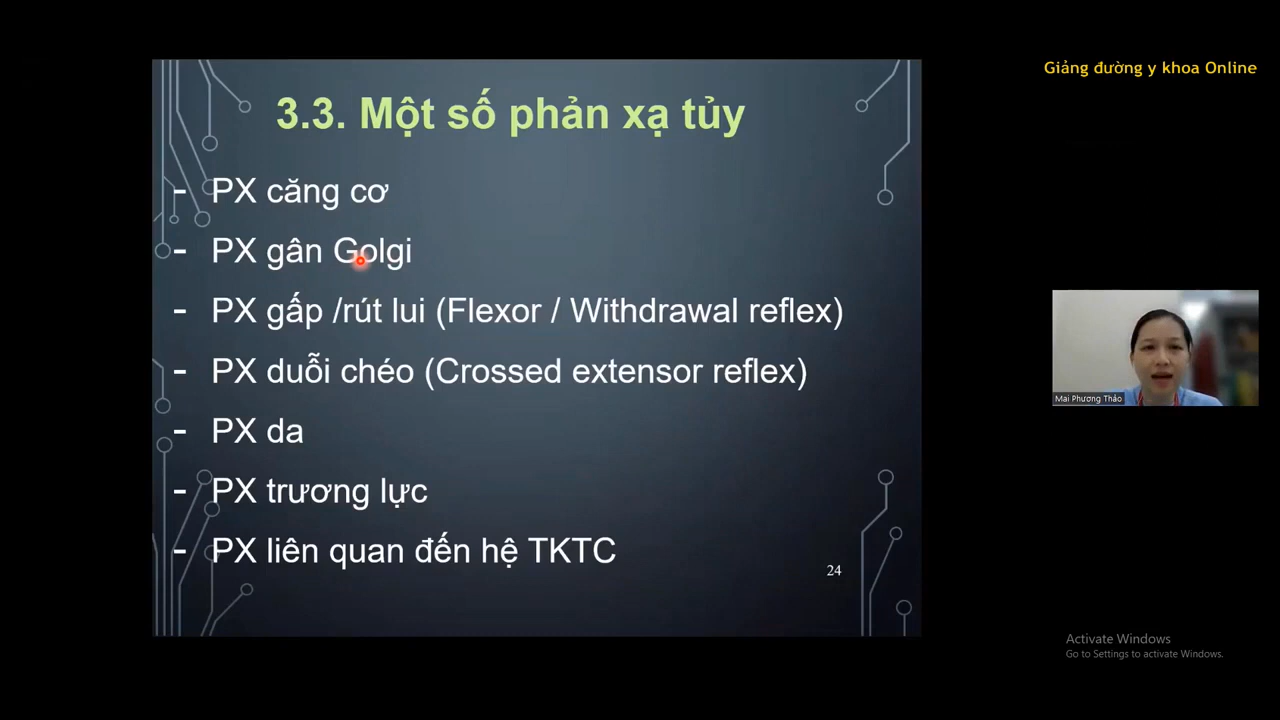 Giảng đường y khoa Online
3.3. Một số phản xạ tủy
- PX căng cơ
- PX gân Golgi
- PX gấp /rút lui (Flexor / Withdrawal reflex)
- PX duỗi chéo (Crossed extensor reflex)
- PX da
- PX trương lực
- PX liên quan đến hệ TKTC
24
Mai Phương Thảo
Activate Windows
Go to Settings to activate Windows.